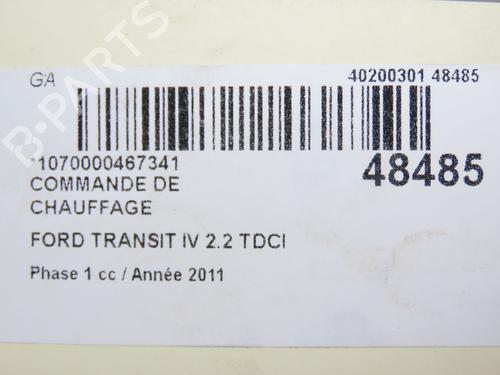 GA
40200301 48485
*1070000467341
48485
COMMANDE DE
CHAUFFAGE
FORD TRANSIT IV 2.2 TDCI
Phase 1 cc / Année 2011
B-PARTS